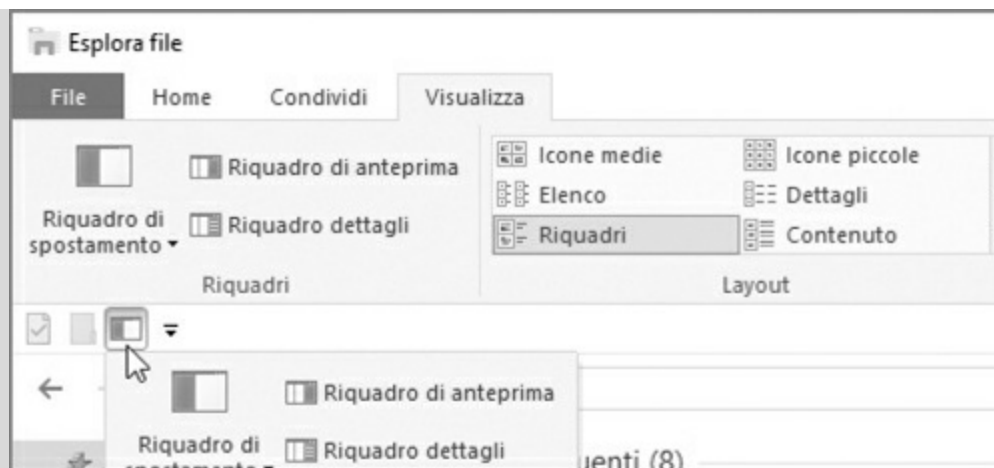 Esplora file
File Home Condividi Visualizza
Riquadro di spostamento
Riquadro di anteprima
Riquadro dettagli
Riquadri
Icone medie Icone piccole
Elenco Dettagli
Riquadri Contenuto
Layout
Riquadro di anteprima
Riquadro di
Riquadro dettagli
(8)